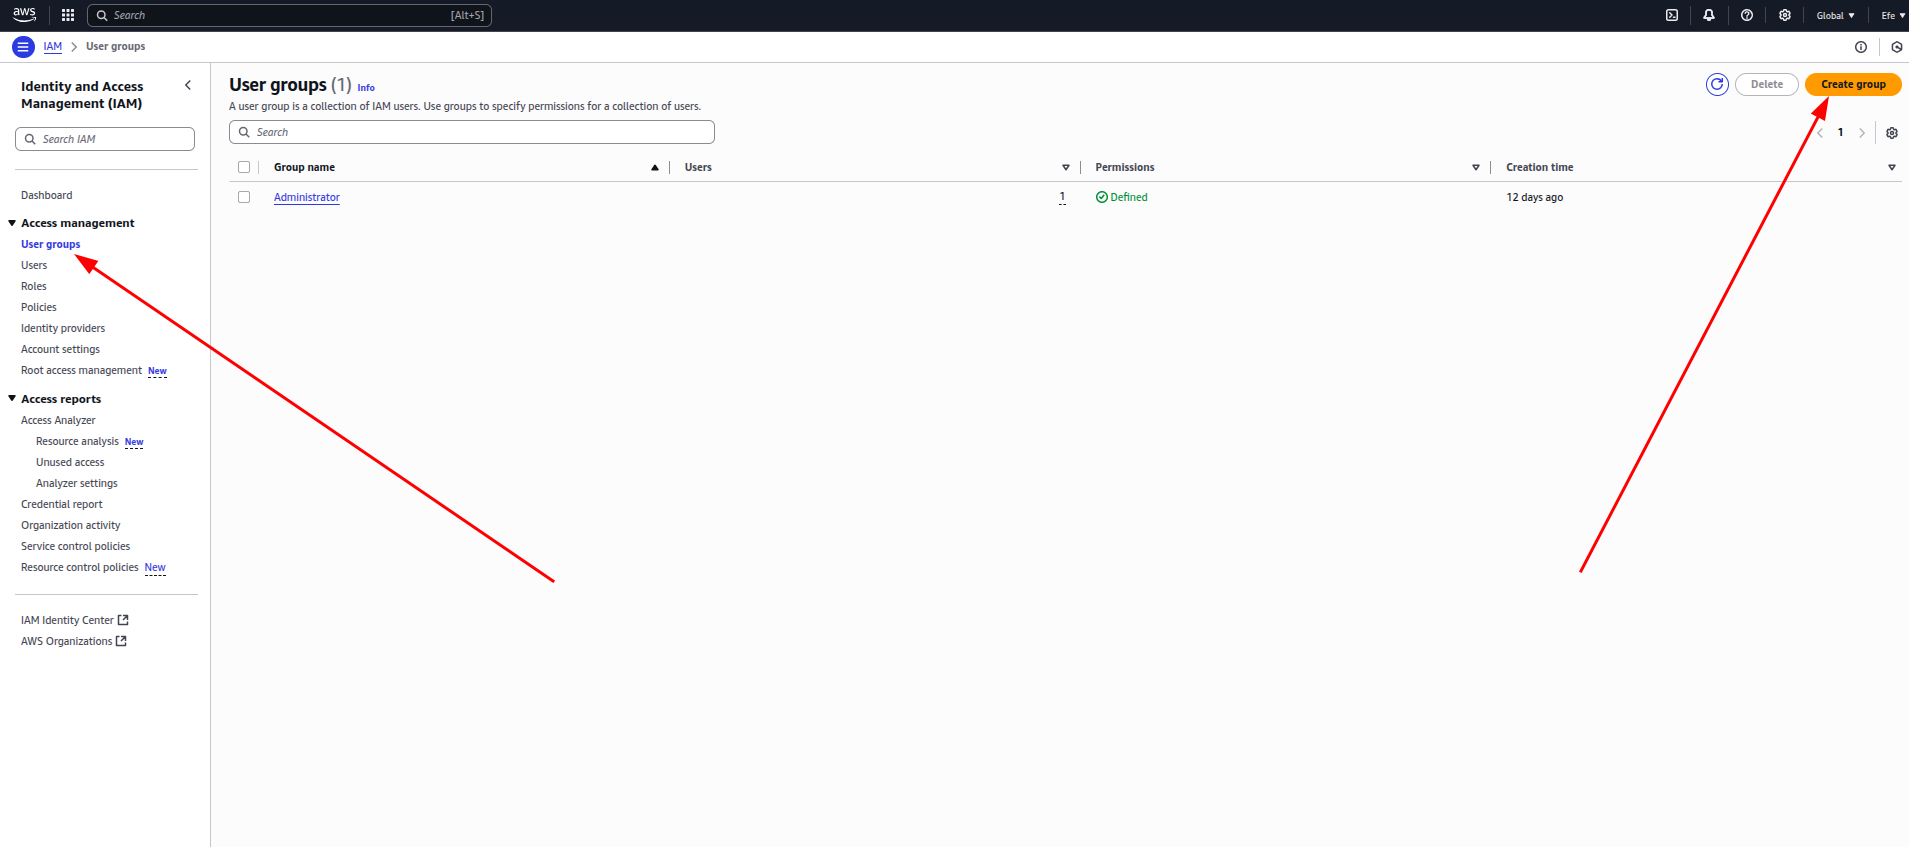 aws
Search [Alt+S]
Global Efe
IAM User groups
Identity and Access
Management (IAM)
Search IAM
Dashboard
Access management
User groups
Users
Roles
Policies
Identity providers
Account settings
Root access management New
Access reports
Access Analyzer
Resource analysis New
Unused access
Analyzer settings
Credential report
Organization activity
Service control policies
Resource control policies New
IAM Identity Center
AWS Organizations
User groups (1) Info
Delete
Create group
A user group is a collection of IAM users. Use groups to specify permissions for a collection of users.
Search
1
Group name Users Permissions Creation time
Administrator 1 Defined 12 days ago